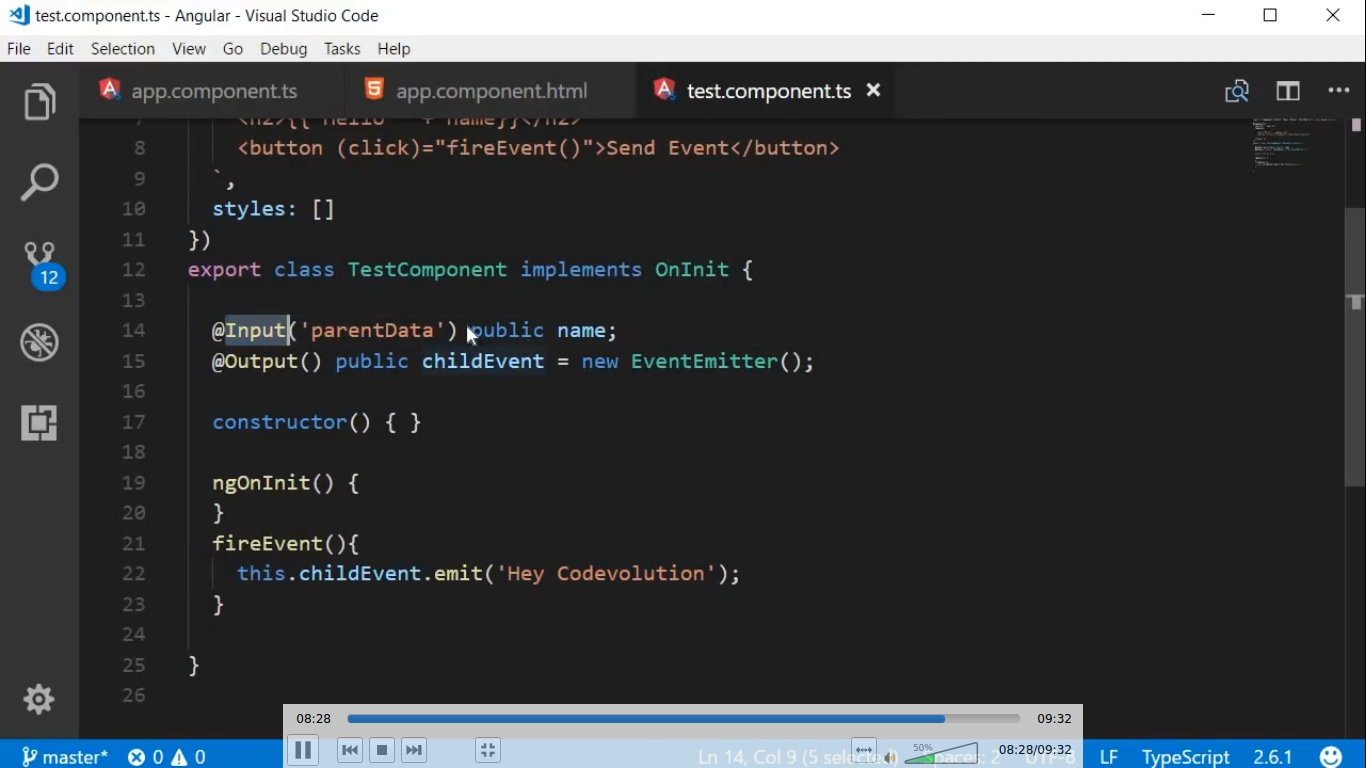 test.component.ts - Angular - Visual Studio Code
File Edit Selection View Go Debug Tasks Help
app.component.ts app.component.html test.component.ts
7 <h2>{{"Hello " + name}}</h2>
8 <button (click)="fireEvent()">Send Event</button>
9 `,
10 styles: []
11 })
12 export class TestComponent implements OnInit {
13
14 @Input('parentData') public name;
15 @Output() public childEvent = new EventEmitter();
16
17 constructor() { }
18
19 ngOnInit() {
20 }
21 fireEvent(){
22 this.childEvent.emit('Hey Codevolution');
23 }
24
25 }
26
12
08:28 09:32
50% 08:28/09:32
master* 0 0 Ln 14, Col 9 (5 selected) Spaces: 2 UTF-8 LF TypeScript 2.6.1